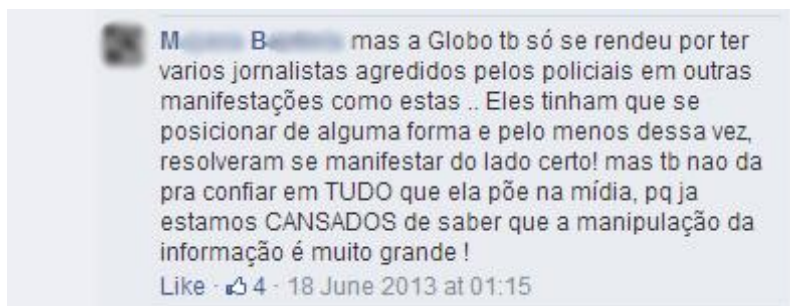 mas a Globo tb só se rendeu por ter
varios jornalistas agredidos pelos policiais em outras
manifestações como estas .. Eles tinham que se
posicionar de alguma forma e pelo menos dessa vez,
resolveram se manifestar do lado certo! mas tb nao da
pra confiar em TUDO que ela põe na mídia, pq ja
estamos CANSADOS de saber que a manipulação da
informação é muito grande !
Like · 4 · 18 June 2013 at 01:15